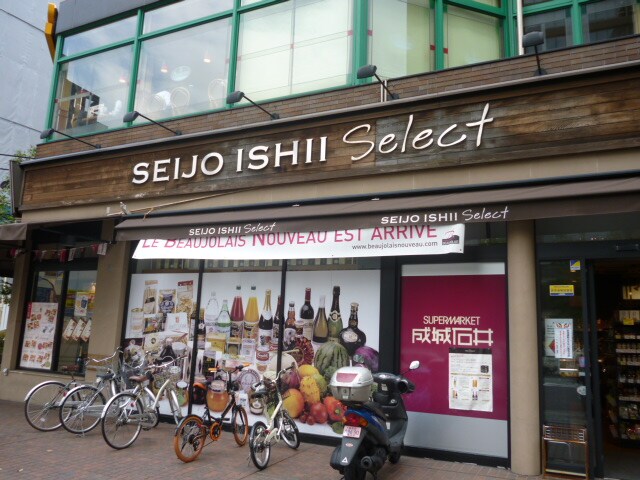 SEIJO ISHII Select
SEIJO ISHII Select
SEIJO ISHII Select
LE BEAUJOLAIS NOUVEAU EST ARRIVÉ
www.beaujolaisnouveau.com
SUPERMARKET
成城石井